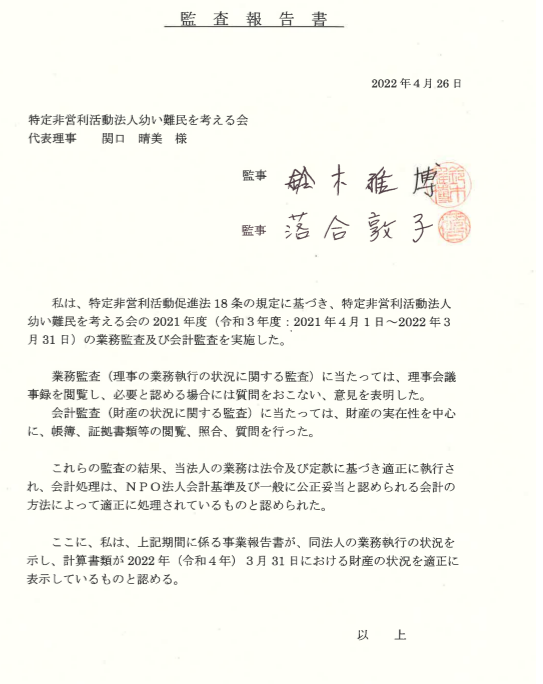 監査報告書
2022年4月26日
特定非営利活動法人幼い難民を考える会
代表理事　関口　晴美　様
監事　鈴木雅博
監事　落合敦子
私は、特定非営利活動促進法18条の規定に基づき、特定非営利活動法人
幼い難民を考える会の2021年度（令和3年度：2021年4月1日～2022年3
月31日）の業務監査及び会計監査を実施した。
業務監査（理事の業務執行の状況に関する監査）に当たっては、理事会議
事録を閲覧し、必要と認める場合には質問をおこない、意見を表明した。
会計監査（財産の状況に関する監査）に当たっては、財産の実在性を中心
に、帳簿、証拠書類等の閲覧、照合、質問を行った。
これらの監査の結果、当法人の業務は法令及び定款に基づき適正に執行さ
れ、会計処理は、ＮＰＯ法人会計基準及び一般に公正妥当と認められる会計の
方法によって適正に処理されているものと認められた。
ここに、私は、上記期間に係る事業報告書が、同法人の業務執行の状況を
示し、計算書類が2022年（令和4年）3月31日における財産の状況を適正に
表示しているものと認める。
以　上